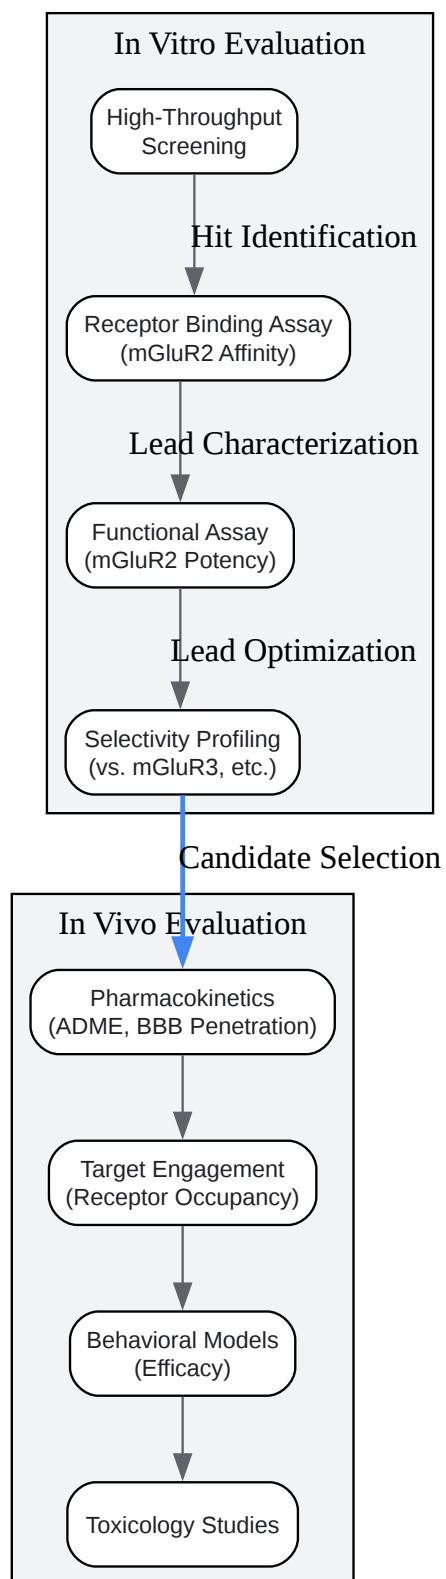 In Vitro Evaluation
High-Throughput
Screening
Hit Identification
Receptor Binding Assay
(mGluR2 Affinity)
Lead Characterization
Functional Assay
(mGluR2 Potency)
Lead Optimization
Selectivity Profiling
(vs. mGluR3, etc.)
Candidate Selection
In Vivo Evaluation
Pharmacokinetics
(ADME, BBB Penetration)
Target Engagement
(Receptor Occupancy)
Behavioral Models
(Efficacy)
Toxicology Studies